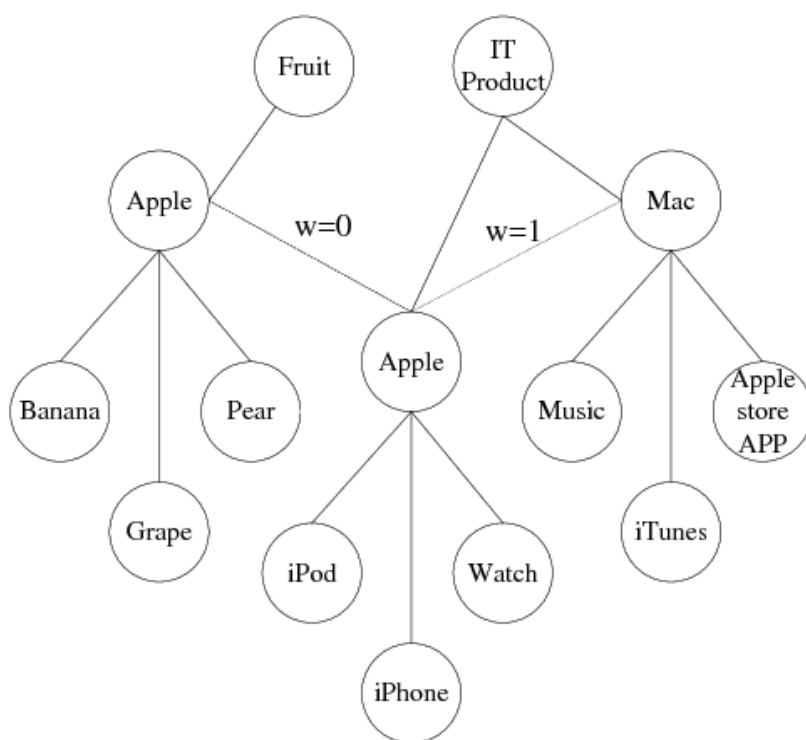 Fruit
IT
Product
Apple
Mac
w=0
w=1
Apple
Banana
Pear
Music
Apple
store
APP
Grape
iTunes
iPod
Watch
iPhone